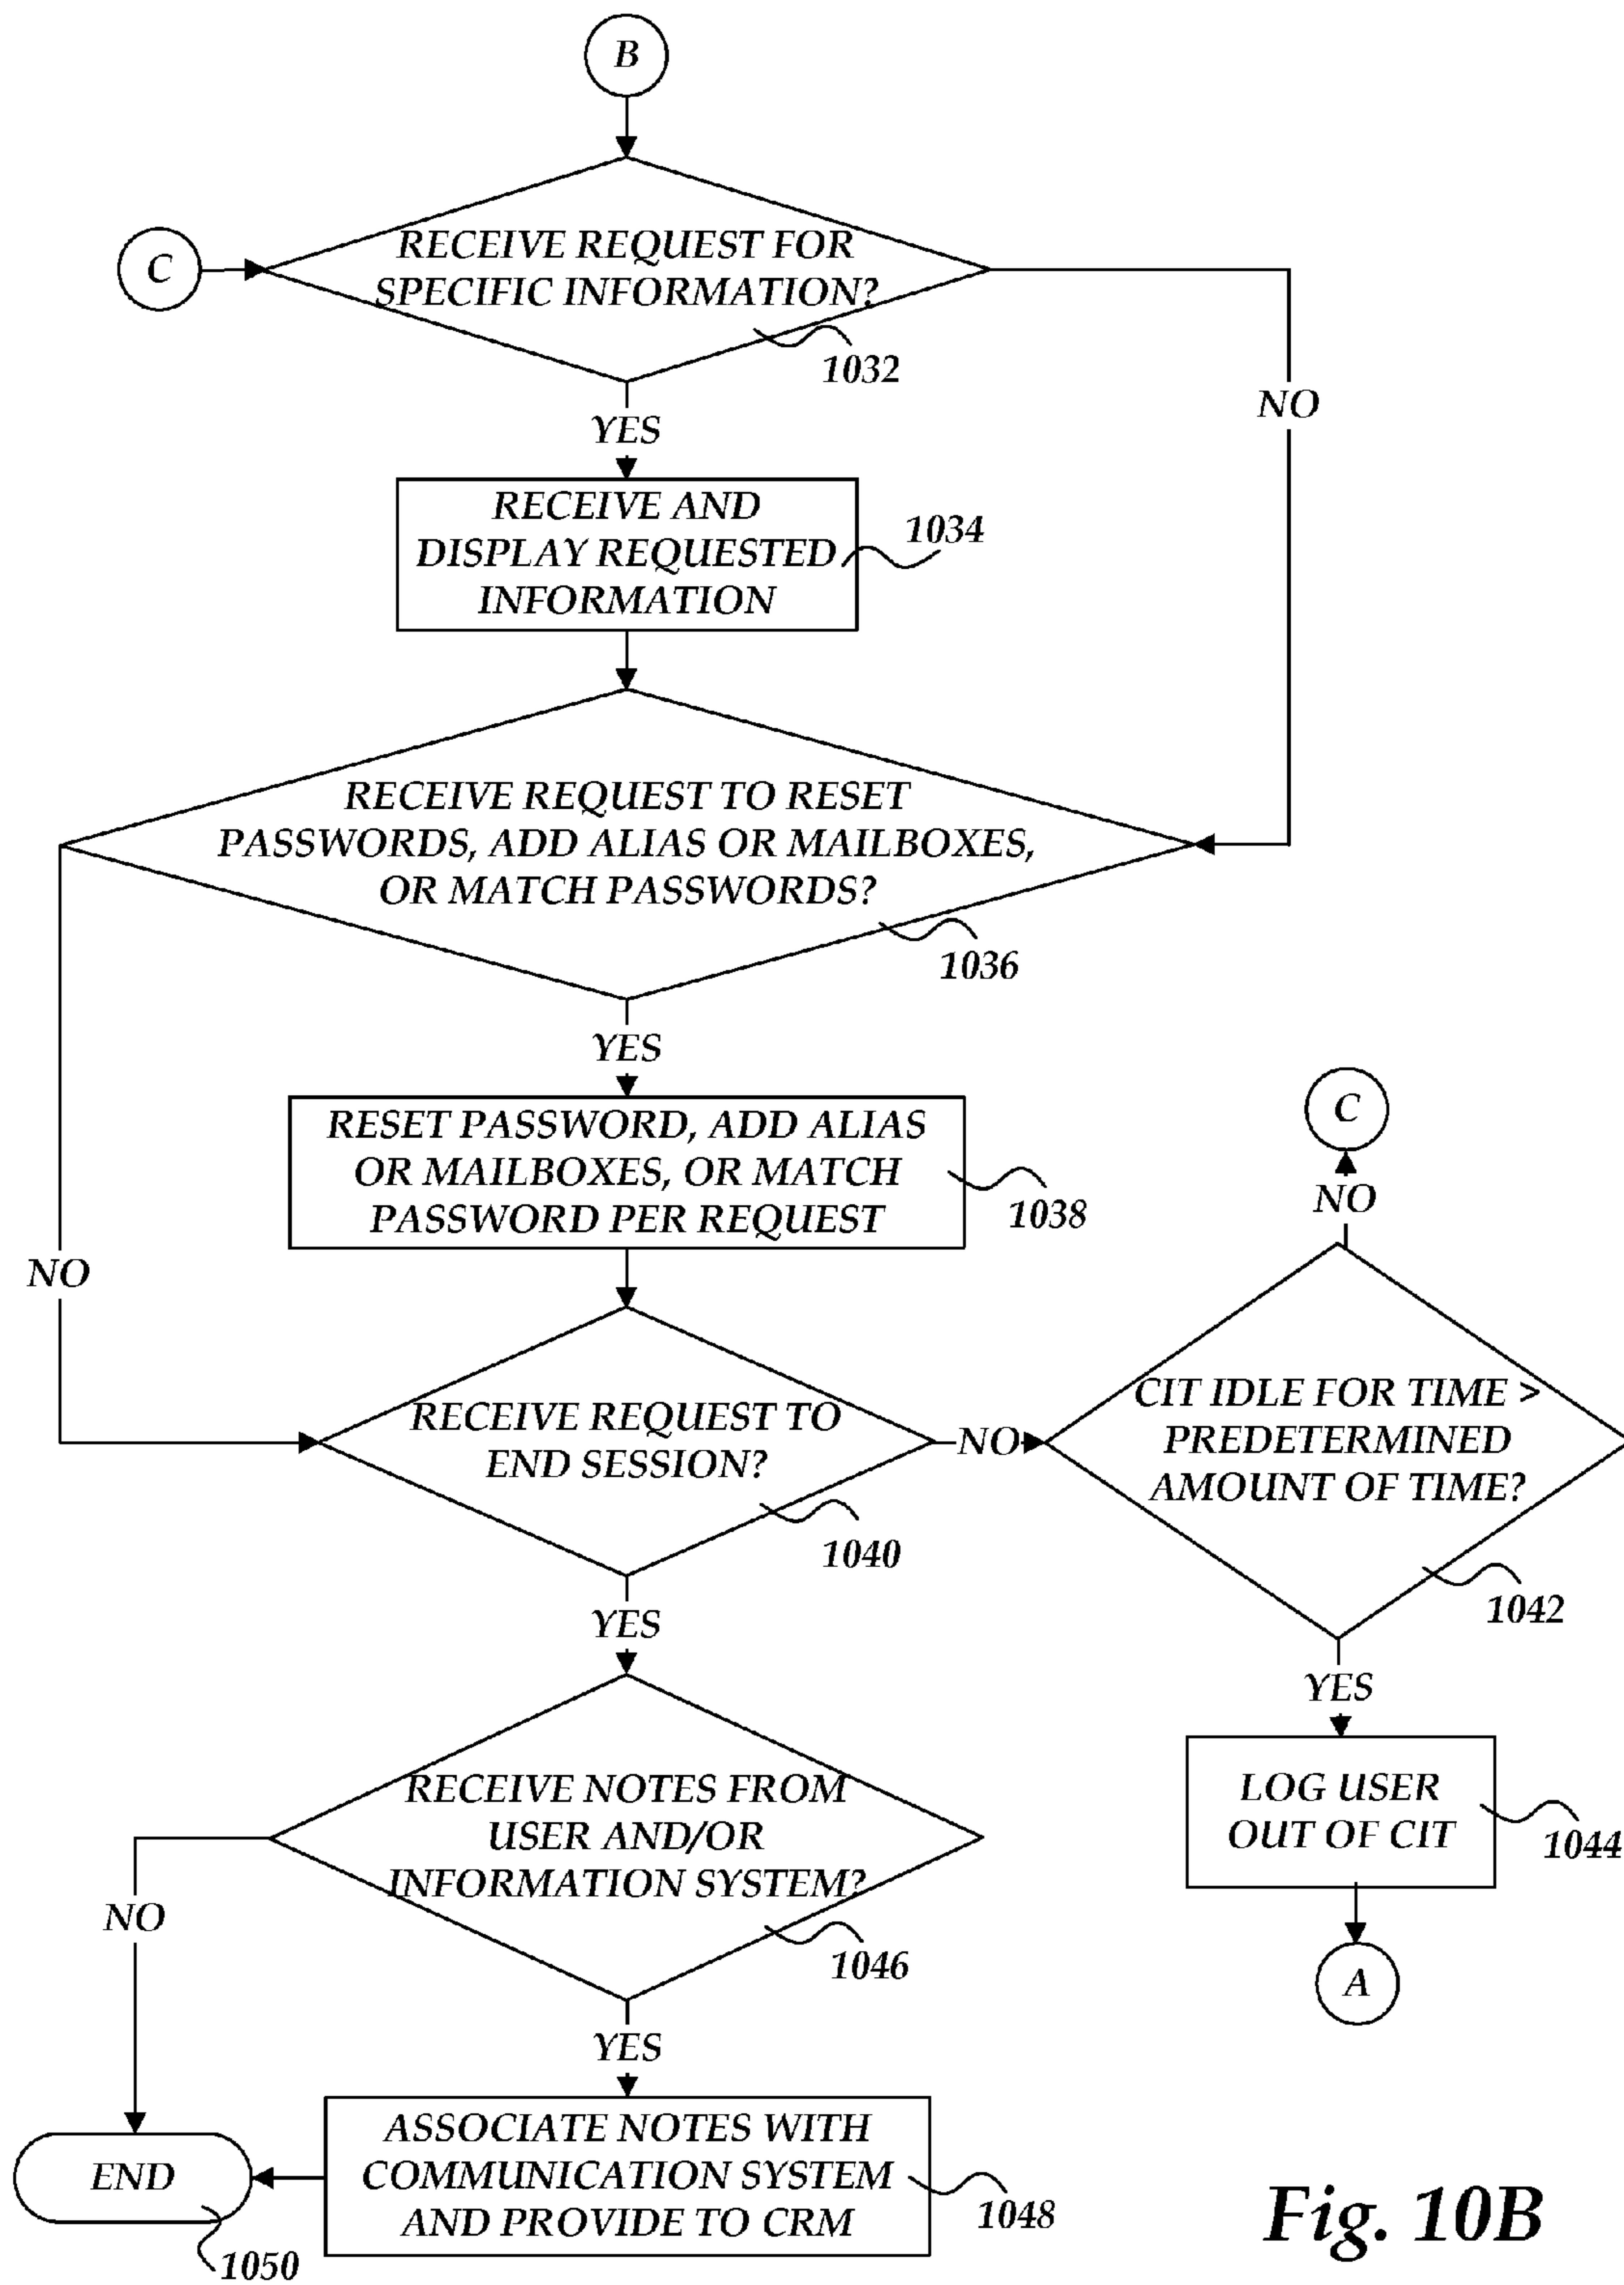 B
C
RECEIVE REQUEST FOR
SPECIFIC INFORMATION?
1032
NO
YES
RECEIVE AND
DISPLAY REQUESTED
INFORMATION
1034
RECEIVE REQUEST TO RESET
PASSWORDS, ADD ALIAS OR MAILBOXES,
OR MATCH PASSWORDS?
1036
YES
RESET PASSWORD, ADD ALIAS
OR MAILBOXES, OR MATCH
PASSWORD PER REQUEST
1038
NO
RECEIVE REQUEST TO
END SESSION?
1040
NO
C
NO
CIT IDLE FOR TIME >
PREDETERMINED
AMOUNT OF TIME?
1042
YES
LOG USER
OUT OF CIT
1044
A
YES
RECEIVE NOTES FROM
USER AND/OR
INFORMATION SYSTEM?
1046
NO
YES
ASSOCIATE NOTES WITH
COMMUNICATION SYSTEM
AND PROVIDE TO CRM
1048
END
1050
Fig. 10B